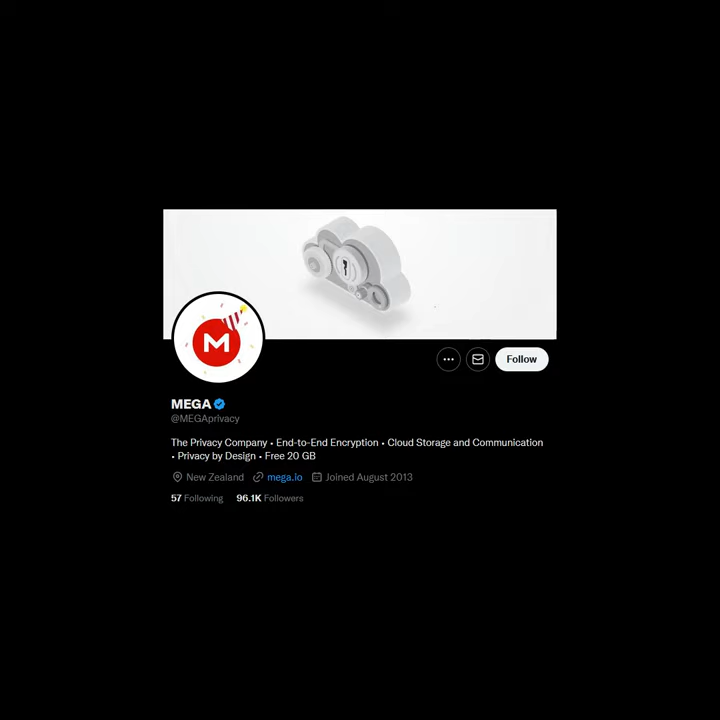 M
Follow
MEGA
@MEGAprivacy
The Privacy Company • End-to-End Encryption • Cloud Storage and Communication
• Privacy by Design • Free 20 GB
New Zealand mega.io Joined August 2013
57 Following 96.1K Followers